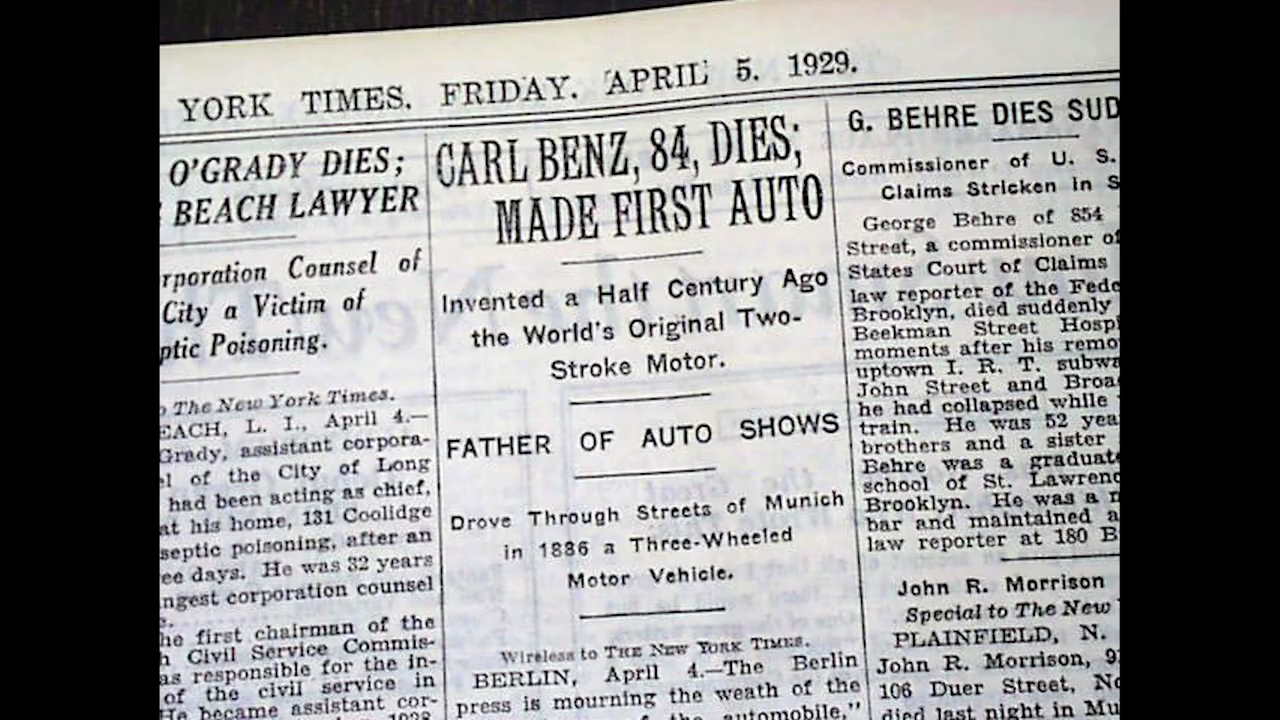 YORK TIMES, FRIDAY, APRIL 5, 1929.
O'GRADY DIES;
BEACH LAWYER
rporation Counsel of
City a Victim of
ptic Poisoning.
The New York Times.
EACH, L. I., April 4.—
Grady, assistant corpora-
l of the City of Long
had been acting as chief,
at his home, 131 Coolidge
septic poisoning, after an
ee days. He was 32 years
ngest corporation counsel
he first chairman of the
h Civil Service Commis-
as responsible for the in-
of the civil service in
He became assistant cor-
1928
CARL BENZ, 84, DIES;
MADE FIRST AUTO
Invented a Half Century Ago
the World's Original Two-
Stroke Motor.
FATHER OF AUTO SHOWS
Drove Through Streets of Munich
in 1886 a Three-Wheeled
Motor Vehicle.
Wireless to THE NEW YORK TIMES.
BERLIN, April 4.—The Berlin
press is mourning the weath of the
of the automobile,"
G. BEHRE DIES SUD
Commissioner of U. S.
Claims Stricken in S
George Behre of 854
Street, a commissioner of
States Court of Claims
law reporter of the Fede
Brooklyn, died suddenly
Beekman Street Hospi
moments after his remo
uptown I. R. T. subwa
John Street and Broa
he had collapsed while
train. He was 52 yea
brothers and a sister
Behre was a graduate
school of St. Lawrenc
Brooklyn. He was a m
bar and maintained a
law reporter at 180 B
John R. Morrison
Special to The New
PLAINFIELD, N.
John R. Morrison, 9
106 Duer Street, No
died last night in Mu